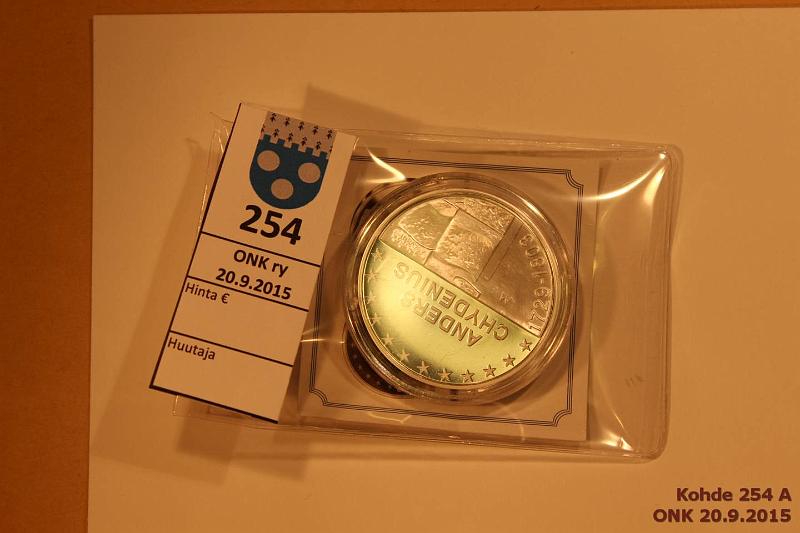 254
ONK ry
20.9.2015
Hinta €
Huutaja
ANDERS
CHYDENIUS
1729-1803
M
Kohde 254 A
ONK 20.9.2015